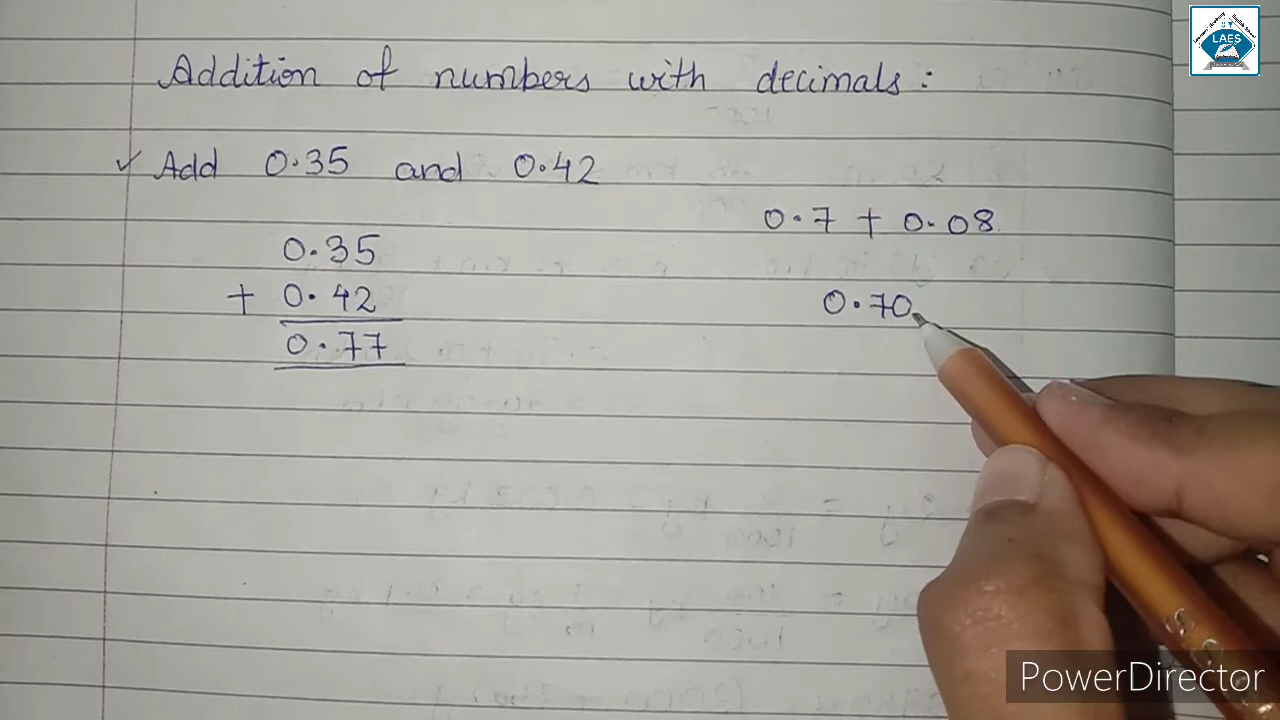 LAES
Addition of numbers with decimals:
✓ Add 0.35 and 0.42
0.35
+ 0.42
0.77
0.7 + 0.08
0.70
PowerDirector